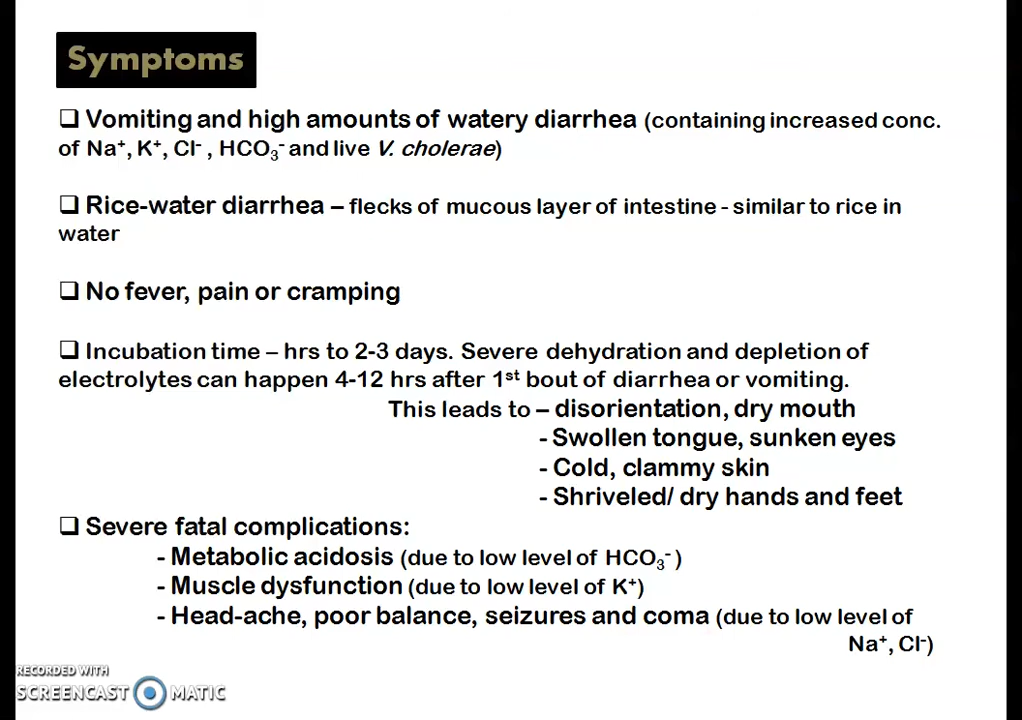 Symptoms
❑ Vomiting and high amounts of watery diarrhea (containing increased conc.
of Na⁺, K⁺, Cl⁻ , HCO₃⁻ and live V. cholerae)
❑ Rice-water diarrhea – flecks of mucous layer of intestine - similar to rice in
water
❑ No fever, pain or cramping
❑ Incubation time – hrs to 2-3 days. Severe dehydration and depletion of
electrolytes can happen 4-12 hrs after 1ˢᵗ bout of diarrhea or vomiting.
This leads to – disorientation, dry mouth
- Swollen tongue, sunken eyes
- Cold, clammy skin
- Shriveled/ dry hands and feet
❑ Severe fatal complications:
- Metabolic acidosis (due to low level of HCO₃⁻ )
- Muscle dysfunction (due to low level of K⁺)
- Head-ache, poor balance, seizures and coma (due to low level of
Na⁺, Cl⁻)
RECORDED WITH
SCREENCAST MATIC